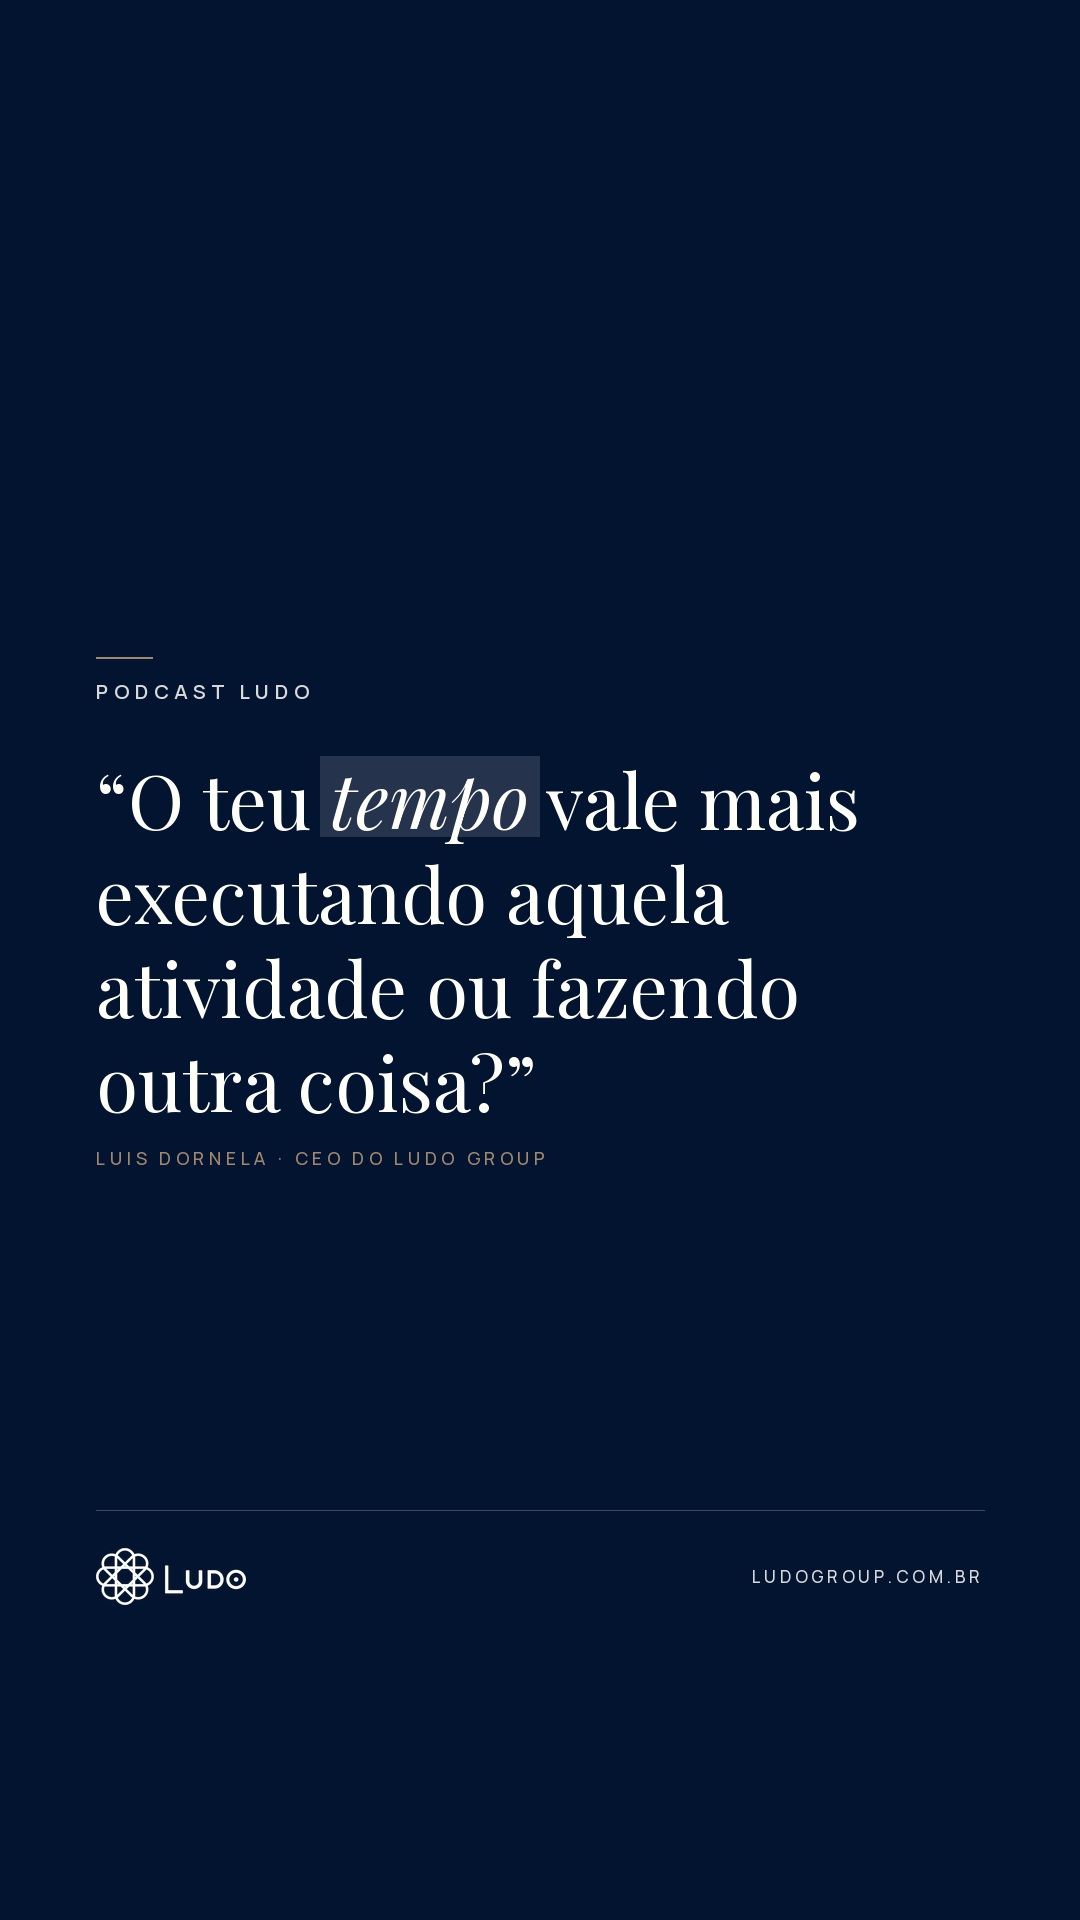 PODCAST LUDO
“O teu tempo vale mais
executando aquela
atividade ou fazendo
outra coisa?”
LUIS DORNELA · CEO DO LUDO GROUP
LUDO
LUDOGROUP.COM.BR